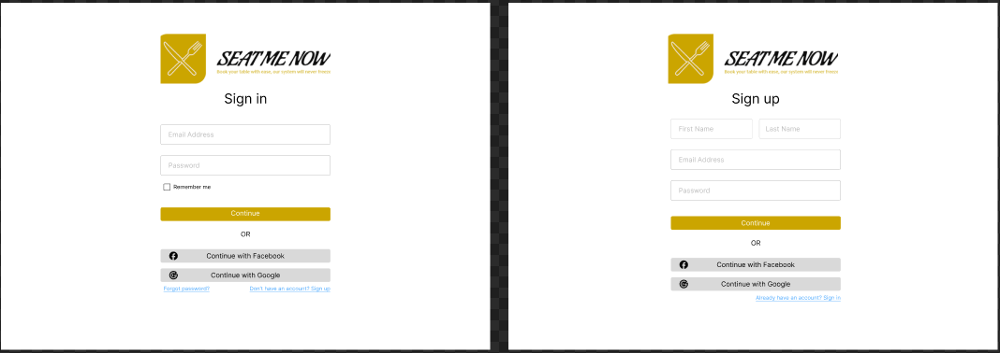 SEAT ME NOW
Book your table with ease, our system will never freeze
Sign in
Email Address
Password
Remember me
Continue
OR
Continue with Facebook
Continue with Google
Forgot password?
Don't have an account? Sign up
SEAT ME NOW
Book your table with ease, our system will never freeze
Sign up
First Name
Last Name
Email Address
Password
Continue
OR
Continue with Facebook
Continue with Google
Already have an account? Sign in